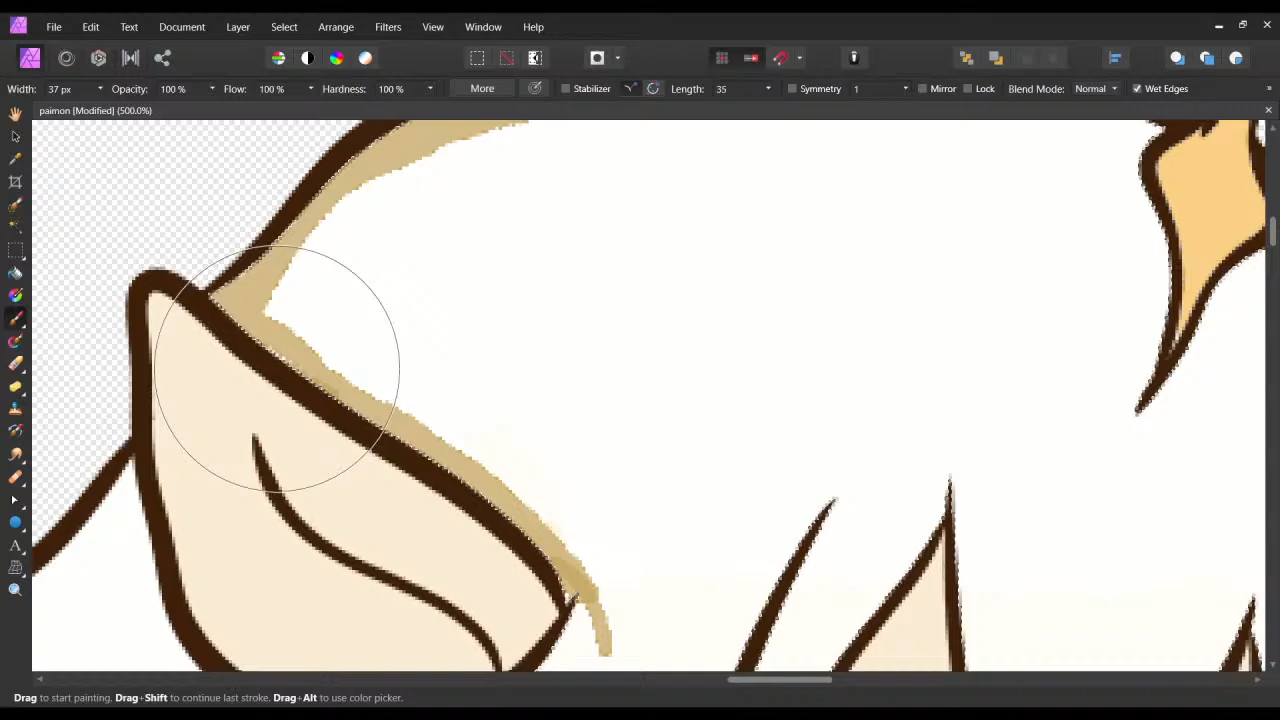 File Edit Text Document Layer Select Arrange Filters View Window Help
Width: 37 px Opacity: 100 % Flow: 100 % Hardness: 100 % More Stabilizer Length: 35 Symmetry 1 Mirror Lock Blend Mode: Normal Wet Edges »
paimon [Modified] (500.0%)
Drag to start painting. Drag+Shift to continue last stroke. Drag+Alt to use color picker.